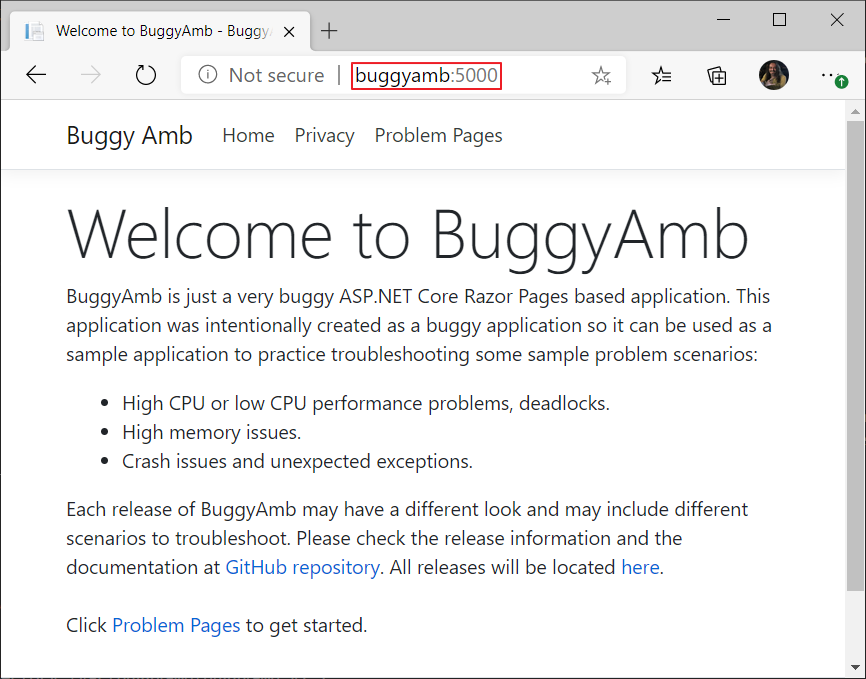 Welcome to BuggyAmb - Buggy
Not secure | buggyamb:5000
Buggy Amb Home Privacy Problem Pages
Welcome to BuggyAmb
BuggyAmb is just a very buggy ASP.NET Core Razor Pages based application. This
application was intentionally created as a buggy application so it can be used as a
sample application to practice troubleshooting some sample problem scenarios:
• High CPU or low CPU performance problems, deadlocks.
• High memory issues.
• Crash issues and unexpected exceptions.
Each release of BuggyAmb may have a different look and may include different
scenarios to troubleshoot. Please check the release information and the
documentation at GitHub repository. All releases will be located here.
Click Problem Pages to get started.